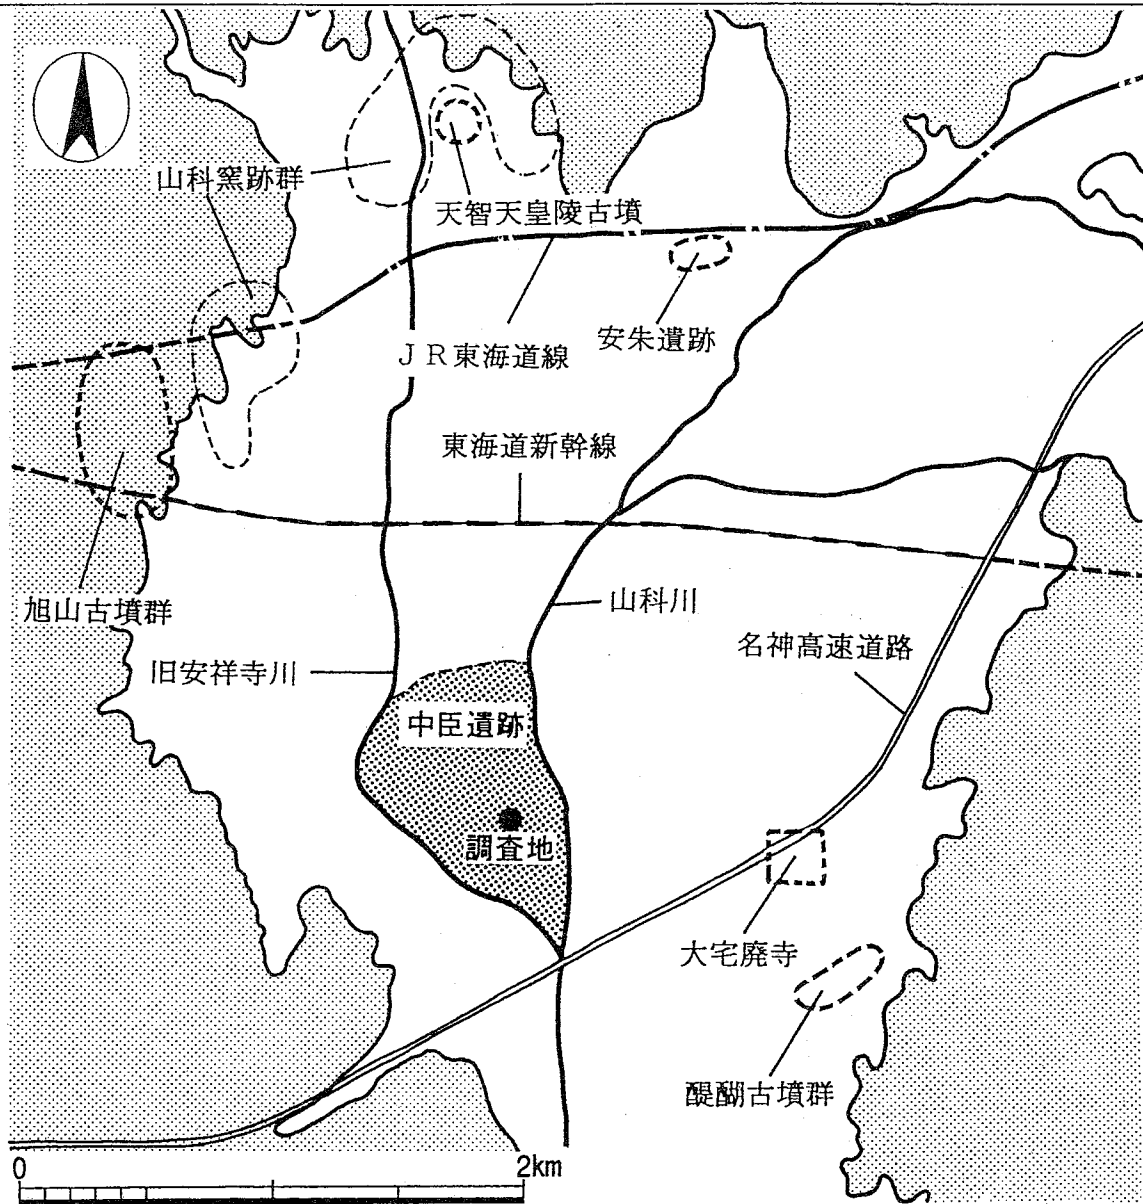 山科窯跡群
天智天皇陵古墳
安朱遺跡
JR東海道線
東海道新幹線
旭山古墳群
山科川
名神高速道路
旧安祥寺川
中臣遺跡
調査地
大宅廃寺
醍醐古墳群
0 2km